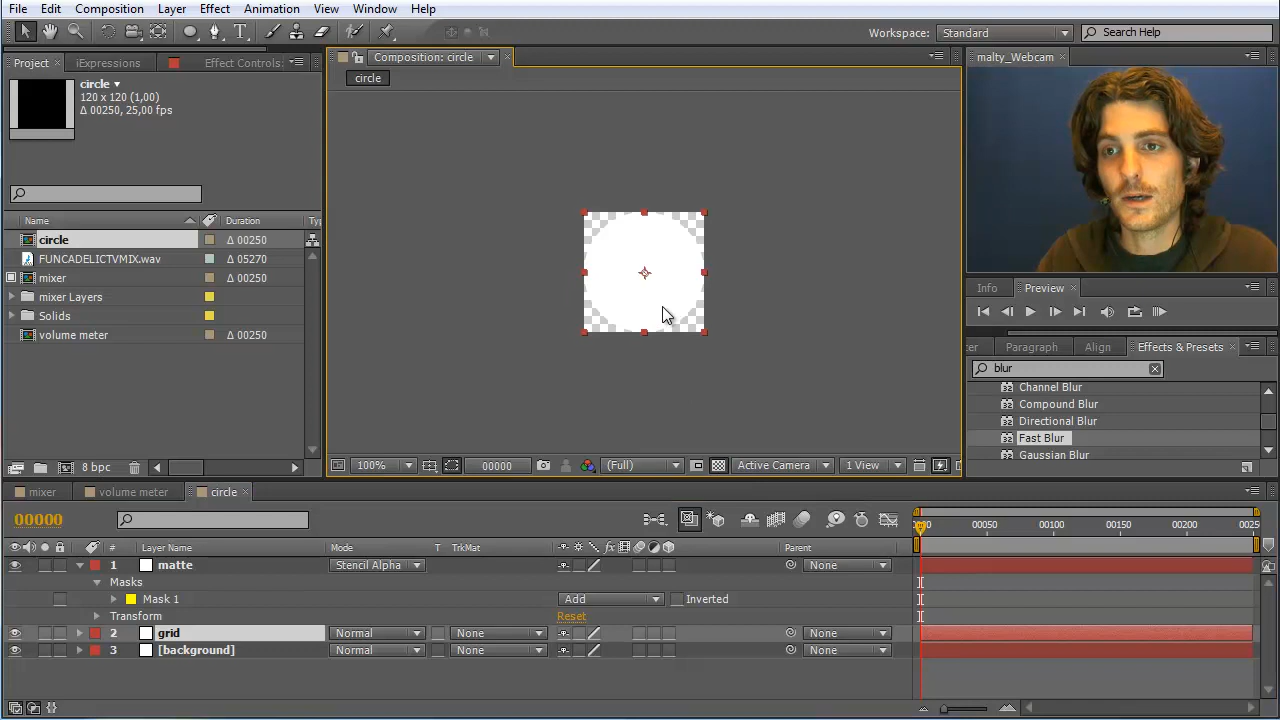 File Edit Composition Layer Effect Animation View Window Help
Workspace: Standard Search Help
Project iExpressions Effect Controls: Composition: circle malty_Webcam
circle
circle
120 x 120 (1,00)
Δ 00250, 25,00 fps
Name Duration Typ
circle Δ 00250
FUNCADELICTVMIX.wav Δ 05270
mixer Δ 00250
mixer Layers
Solids
volume meter Δ 00250
Info Preview
Paragraph Align Effects & Presets
blur
Channel Blur
Compound Blur
Directional Blur
Fast Blur
Gaussian Blur
8 bpc 100% 00000 (Full) Active Camera 1 View
mixer volume meter circle
00000
00050 00100 00150 00200
# Layer Name Mode T TrkMat Parent
1 matte Stencil Alpha None
Masks
Mask 1 Add Inverted
Transform Reset
2 grid Normal None None
3 [background] Normal None None